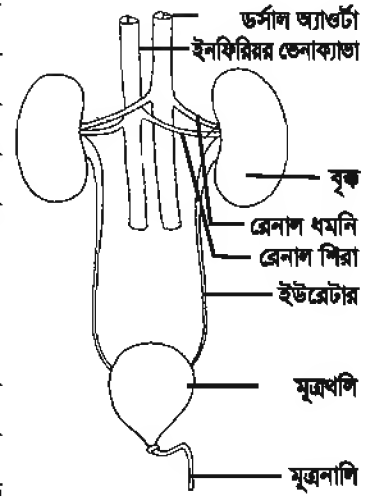 ডর্সাল অ্যাওর্টা
ইনফিরিয়র ভেনাক্যাভা
বৃক্ক
রেনাল ধমনি
রেনাল শিরা
ইউরেটার
মূত্রথলি
মূত্রনালি